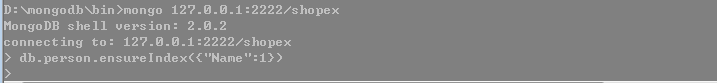 D:\mongodb\bin>mongo 127.0.0.1:2222/shopex
MongoDB shell version: 2.0.2
connecting to: 127.0.0.1:2222/shopex
> db.person.ensureIndex({"Name":1})
>